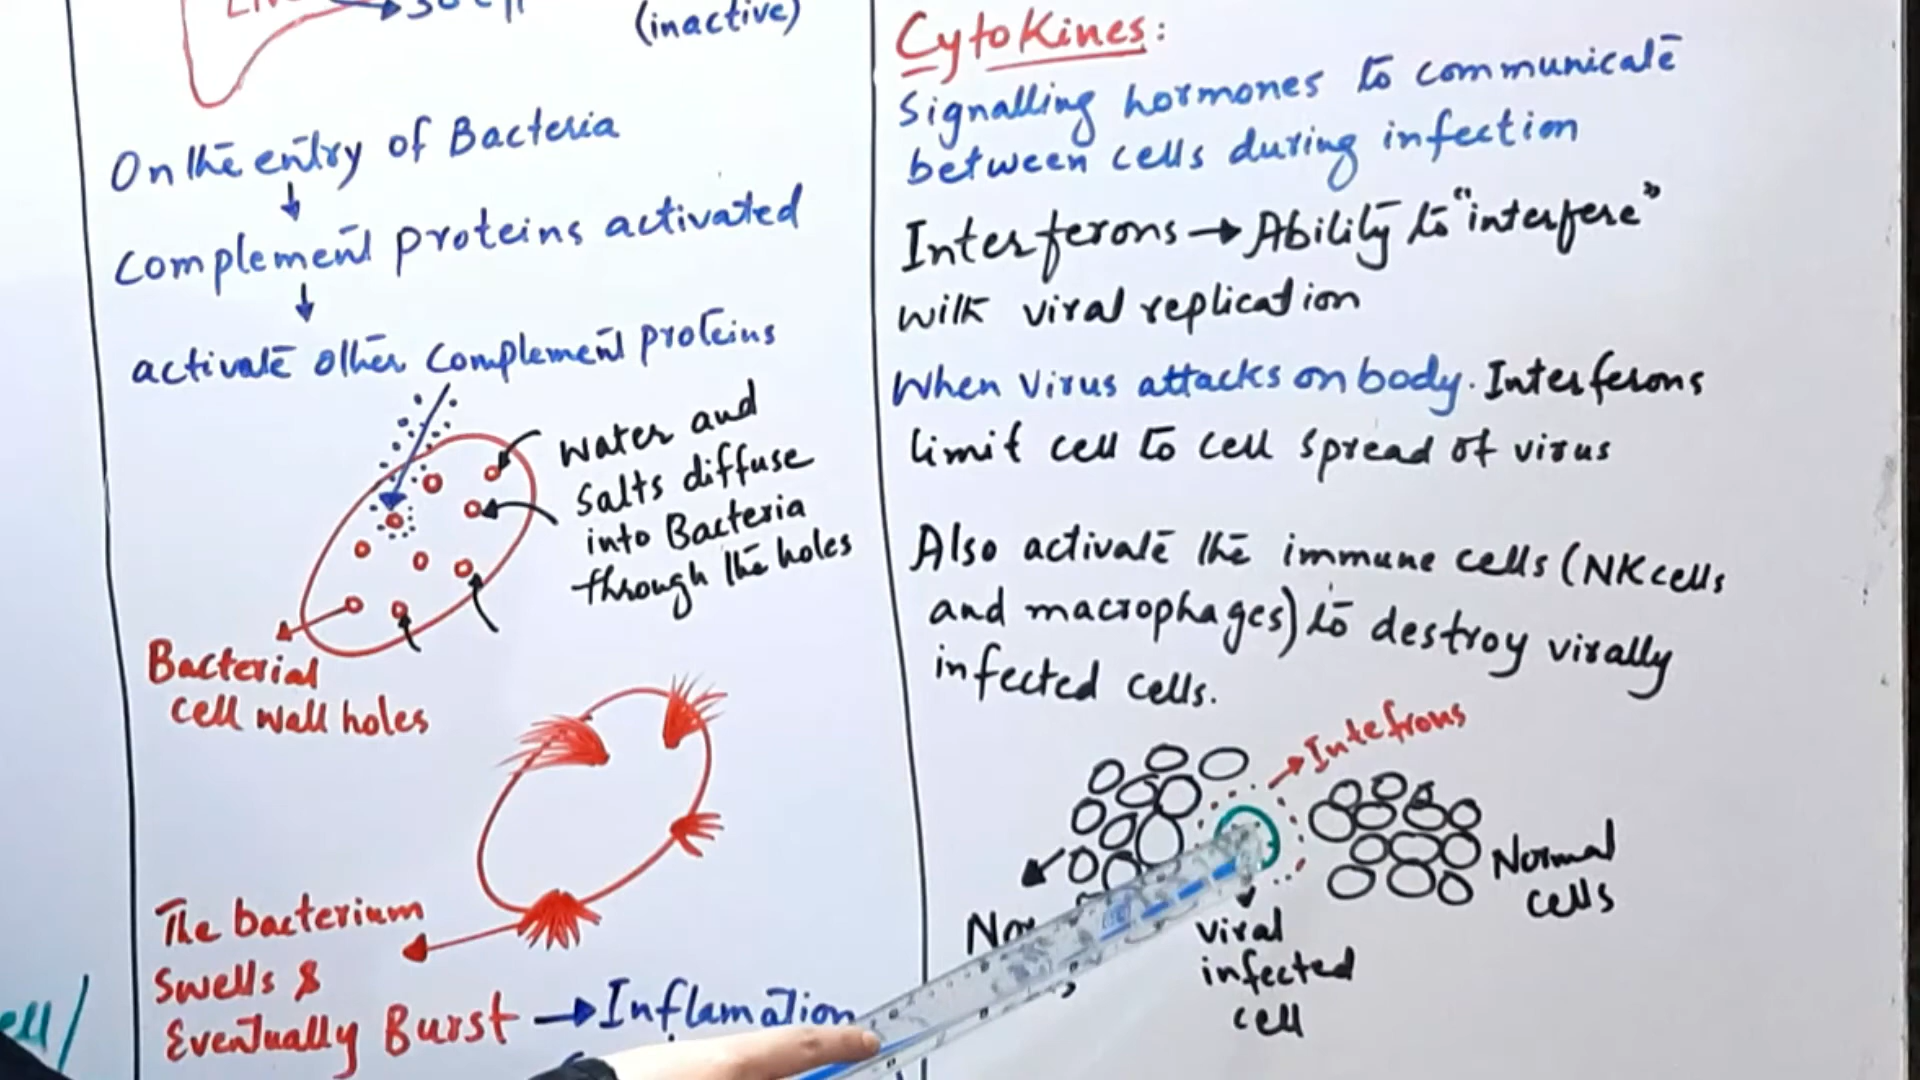 (inactive)
On the entry of Bacteria
↓
Complement proteins activated
↓
activate other complement proteins
Water and
Salts diffuse
into Bacteria
through the holes
Bacterial
cell wall holes
The bacterium
Swells &
Eventually Burst → Inflamation
Cytokines:
Signalling hormones to communicate
between cells during infection
Interferons → Ability to "interfere"
with viral replication
When Virus attacks on body. Interferons
limit cell to cell spread of virus
Also activate the immune cells (NK cells
and macrophages) to destroy virally
infected cells.
→ Intefrons
Normal
cells
viral
infected
cell